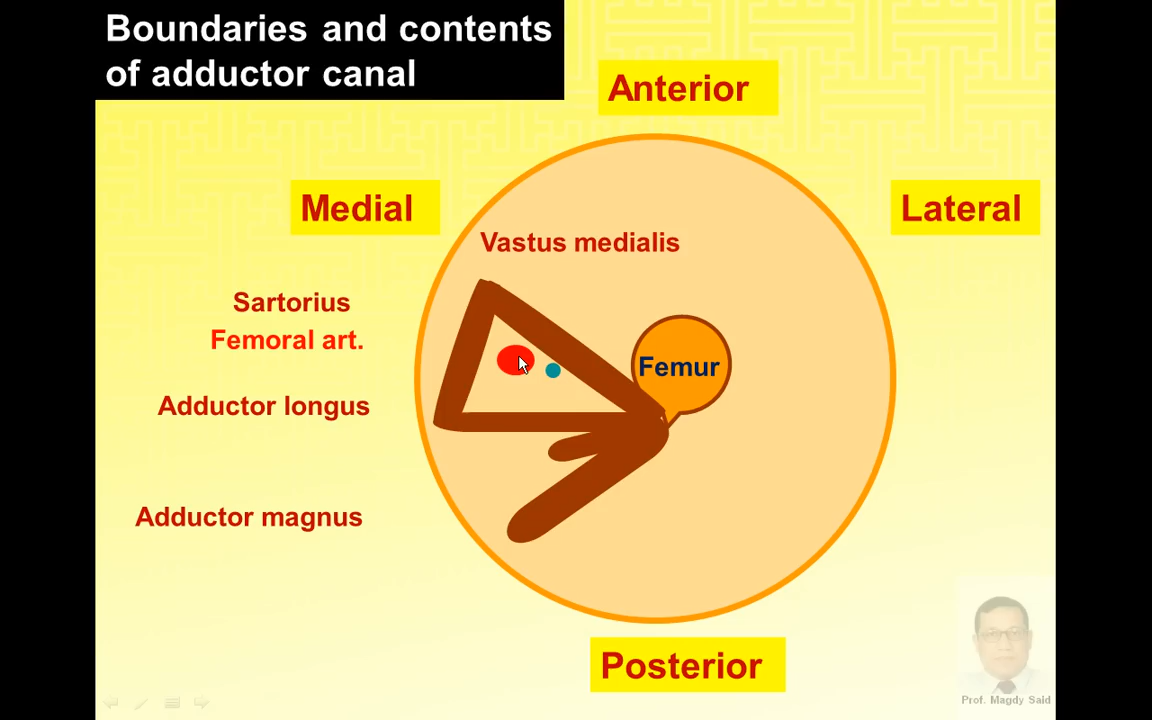 Boundaries and contents
of adductor canal
Anterior
Medial
Lateral
Vastus medialis
Sartorius
Femoral art.
Femur
Adductor longus
Adductor magnus
Posterior
Prof. Magdy Said